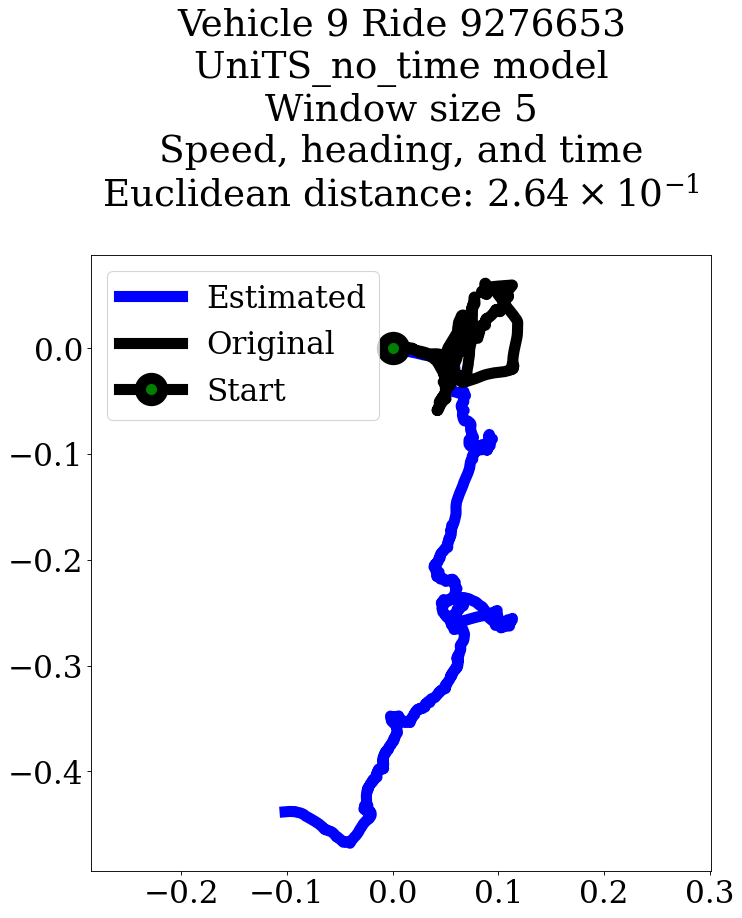 Vehicle 9 Ride 9276653
UniTS_no_time model
Window size 5
Speed, heading, and time
Euclidean distance: 2.64 × 10⁻¹
Estimated
Original
Start
0.0
−0.1
−0.2
−0.3
−0.4
−0.2 −0.1 0.0 0.1 0.2 0.3